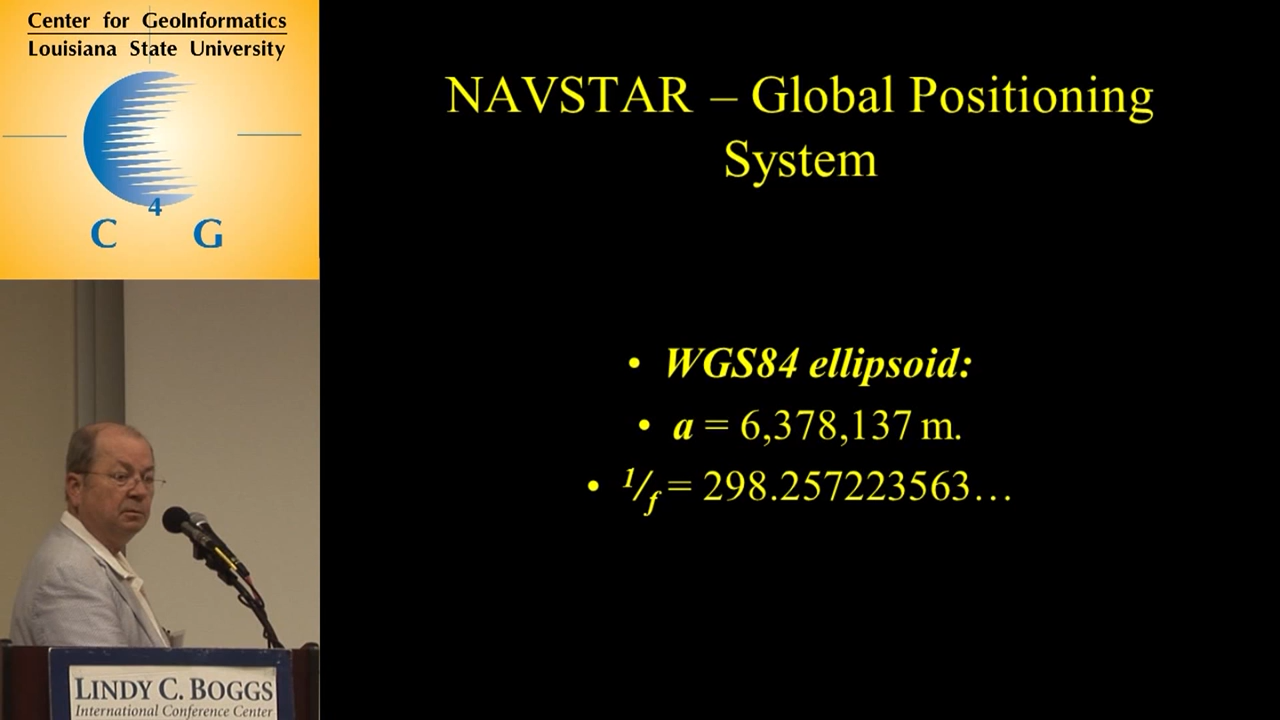 Center for GeoInformatics
Louisiana State University
C 4 G
NAVSTAR – Global Positioning
System
• WGS84 ellipsoid:
• a = 6,378,137 m.
• 1/f = 298.257223563…
LINDY C. BOGGS
International Conference Center